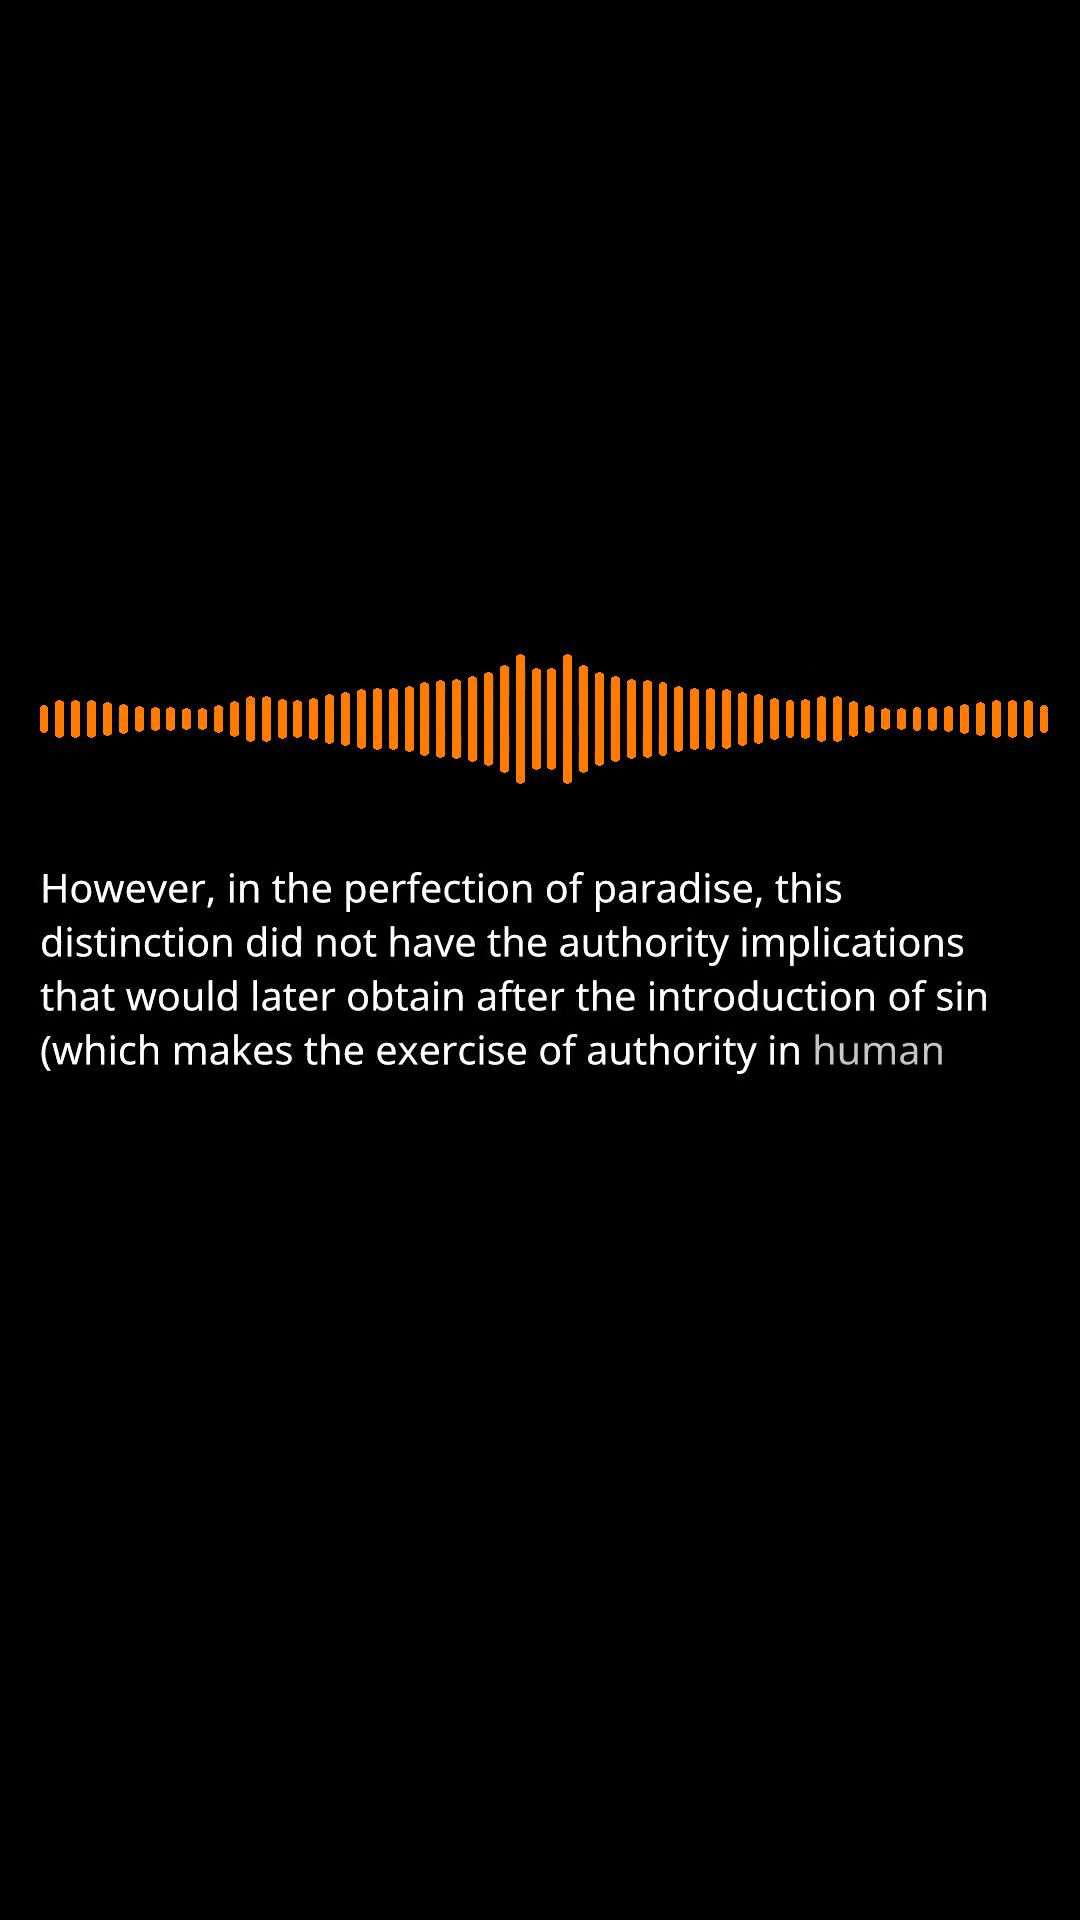 However, in the perfection of paradise, this
distinction did not have the authority implications
that would later obtain after the introduction of sin
(which makes the exercise of authority in human